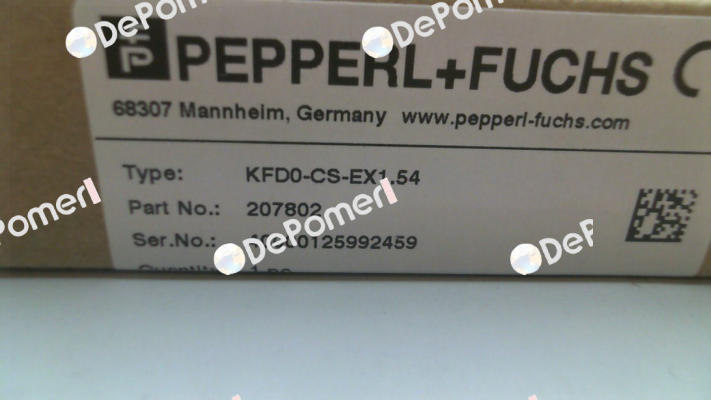 PEPPERL+FUCHS
68307 Mannheim, Germany www.pepperl-fuchs.com
Type: KFD0-CS-EX1.54
Part No.: 207802
Ser.No.:
DePomerl
DePomerl
DePomerl
DePomerl
DePomerl